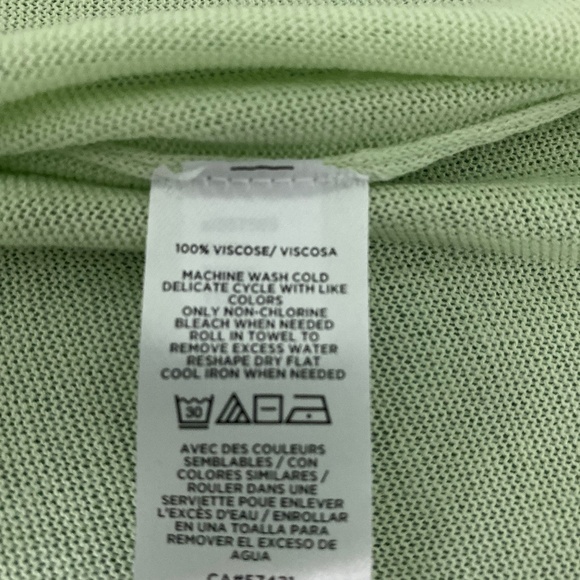 100% VISCOSE/ VISCOSA
MACHINE WASH COLD
DELICATE CYCLE WITH LIKE
COLORS
ONLY NON-CHLORINE
BLEACH WHEN NEEDED
ROLL IN TOWEL TO
REMOVE EXCESS WATER
RESHAPE DRY FLAT
COOL IRON WHEN NEEDED
30
AVEC DES COULEURS
SEMBLABLES / CON
COLORES SIMILARES /
ROULER DANS UNE
SERVIETTE POUE ENLEVER
L'EXCÈS D'EAU / ENROLLAR
EN UNA TOALLA PARA
REMOVER EL EXCESO DE
AGUA